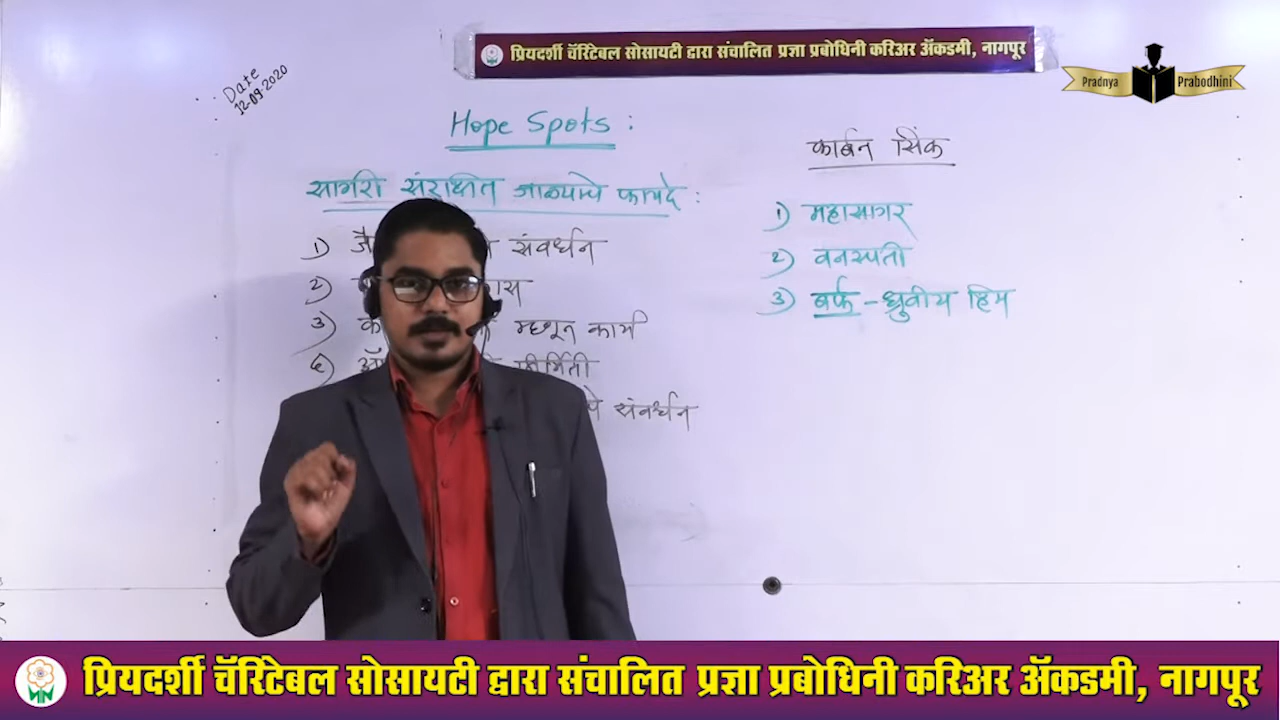 प्रियदर्शी चॅरिटेबल सोसायटी द्वारा संचालित प्रज्ञा प्रबोधिनी करिअर ॲकडमी, नागपूर
Pradnya Prabodhini
Date
12-09-2020
Hope Spots :
सागरी संरक्षित जाळ्याचे फायदे :
1) संवर्धन
2)
3) म्हणून कार्य
4)
संवर्धन
कार्बन सिंक
1) महासागर
2) वनस्पती
3) बर्फ - ध्रुवीय हिम
प्रियदर्शी चॅरिटेबल सोसायटी द्वारा संचालित प्रज्ञा प्रबोधिनी करिअर ॲकडमी, नागपूर